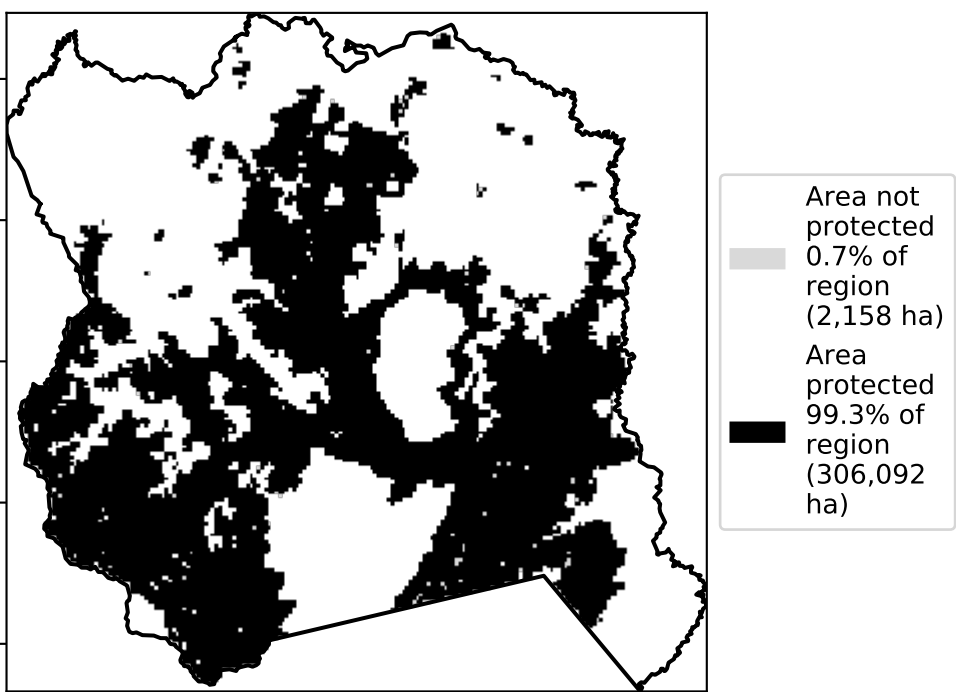 Area not
protected
0.7% of
region
(2,158 ha)
Area
protected
99.3% of
region
(306,092
ha)